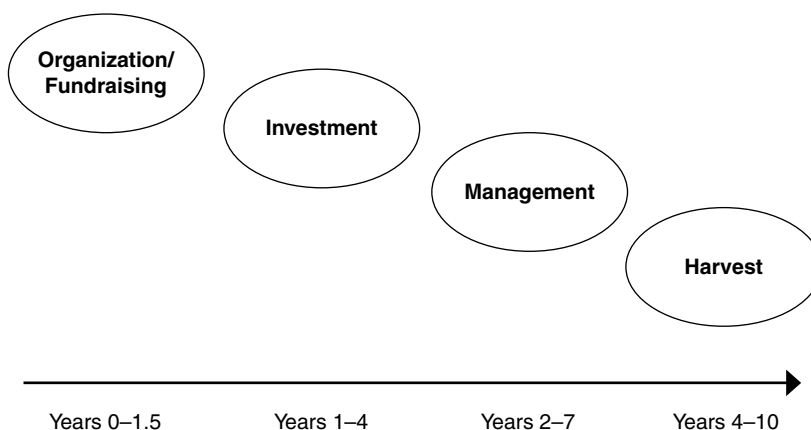 Organization/
Fundraising
Investment
Management
Harvest
Years 0–1.5
Years 1–4
Years 2–7
Years 4–10